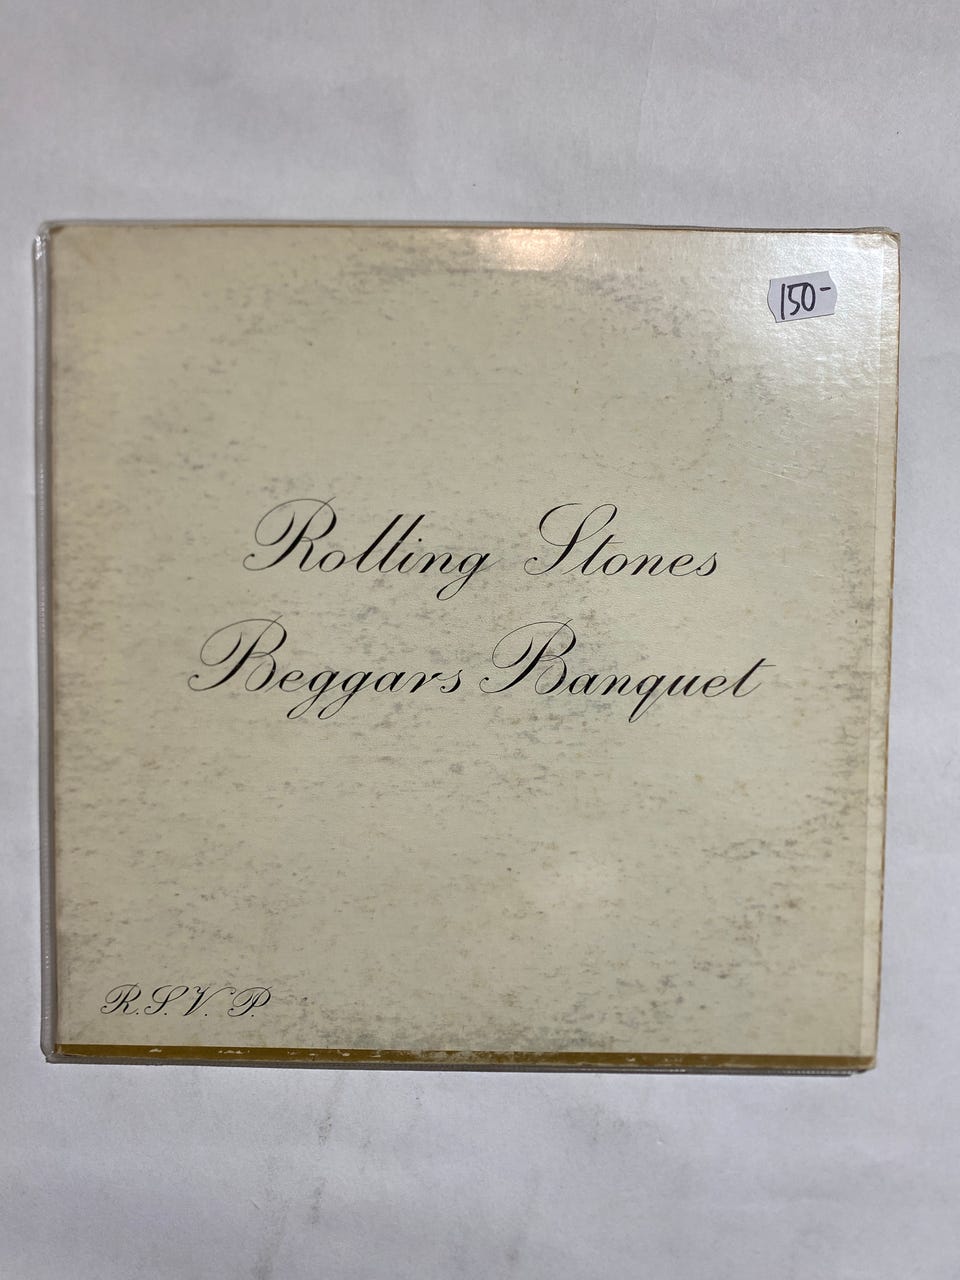 150-
Rolling Stones
Beggars Banquet
R.S.V.P.